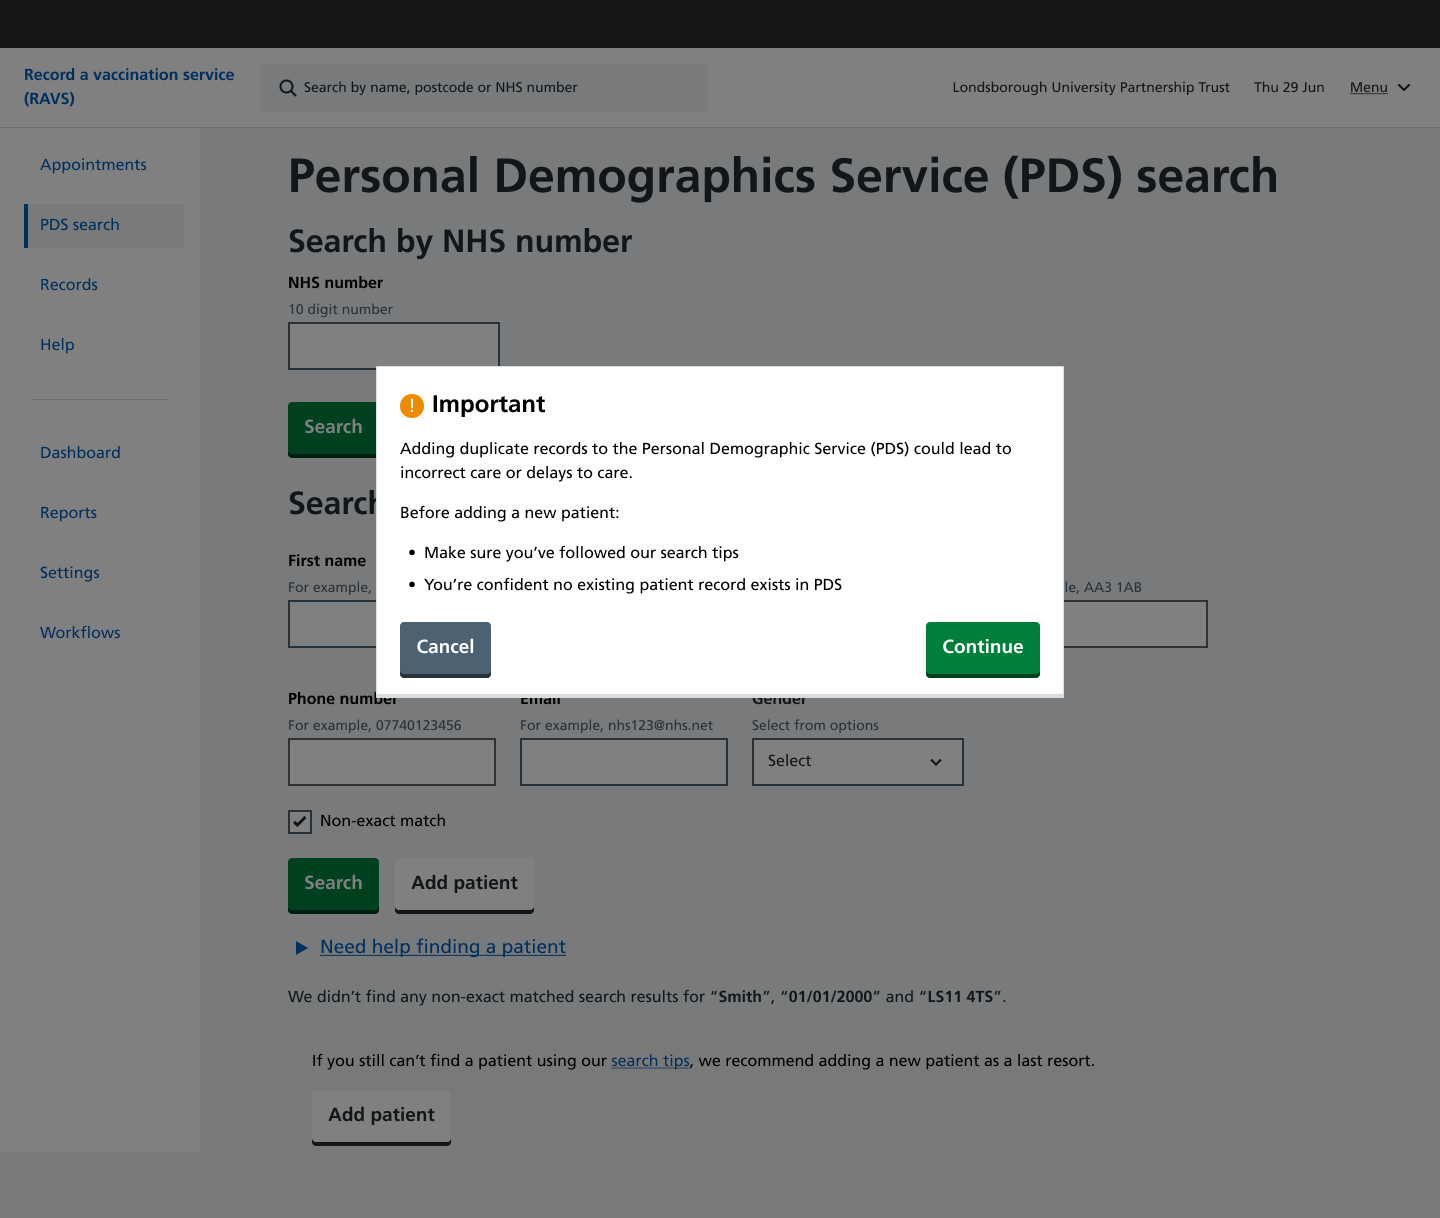 Record a vaccination service
(RAVS)
Search by name, postcode or NHS number
Londsborough University Partnership Trust
Thu 29 Jun
Menu
Appointments
PDS search
Records
Help
Dashboard
Reports
Settings
Workflows
Personal Demographics Service (PDS) search
Search by NHS number
NHS number
10 digit number
Search
Search
First name
For example,
AA3 1AB
! Important
Adding duplicate records to the Personal Demographic Service (PDS) could lead to
incorrect care or delays to care.
Before adding a new patient:
• Make sure you’ve followed our search tips
• You’re confident no existing patient record exists in PDS
Cancel
Continue
Phone number
For example, 07740123456
Email
For example, nhs123@nhs.net
Gender
Select from options
Select
Non-exact match
Search
Add patient
Need help finding a patient
We didn’t find any non-exact matched search results for “Smith”, “01/01/2000” and “LS11 4TS”.
If you still can’t find a patient using our search tips, we recommend adding a new patient as a last resort.
Add patient